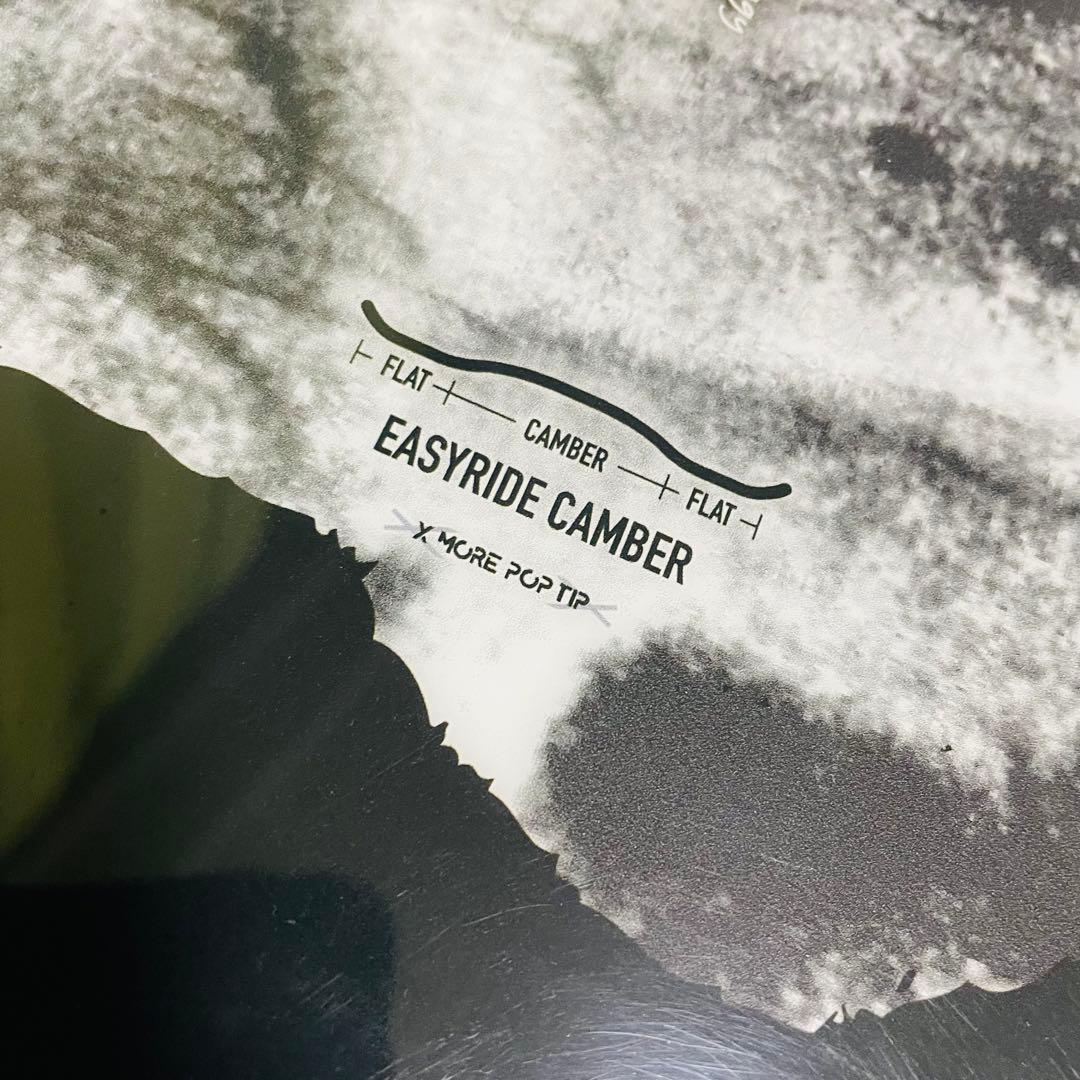 FLAT CAMBER FLAT
EASYRIDE CAMBER
X MORE POP TIP